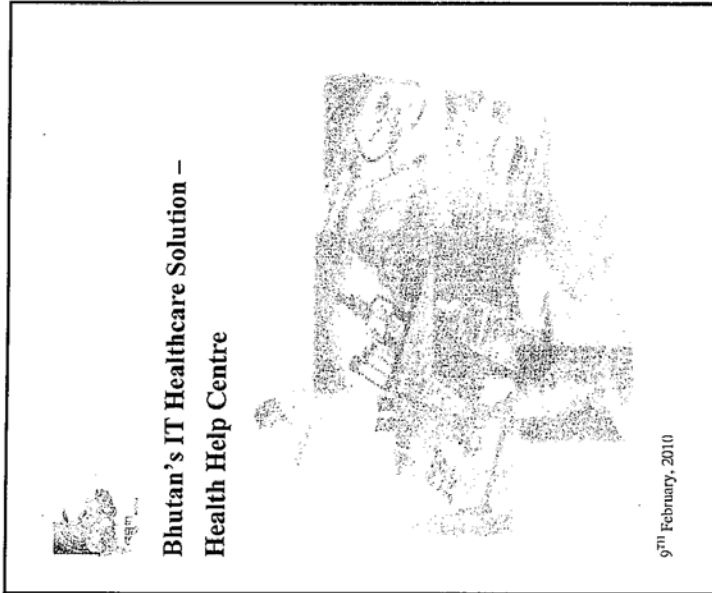 Bhutan's IT Healthcare Solution –
Health Help Centre
9TH February, 2010